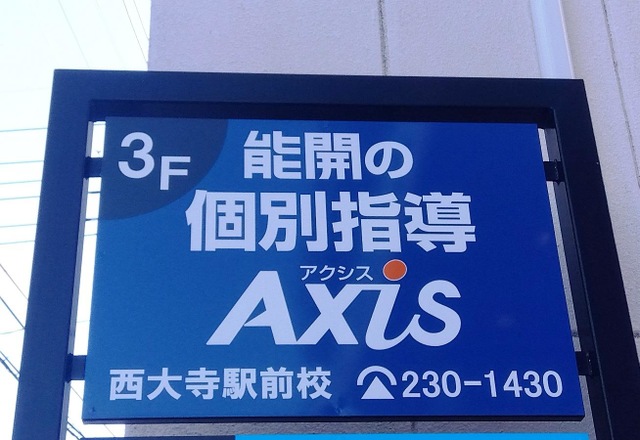 3F
能開の
個別指導
アクシス
AXiS
西大寺駅前校 230-1430